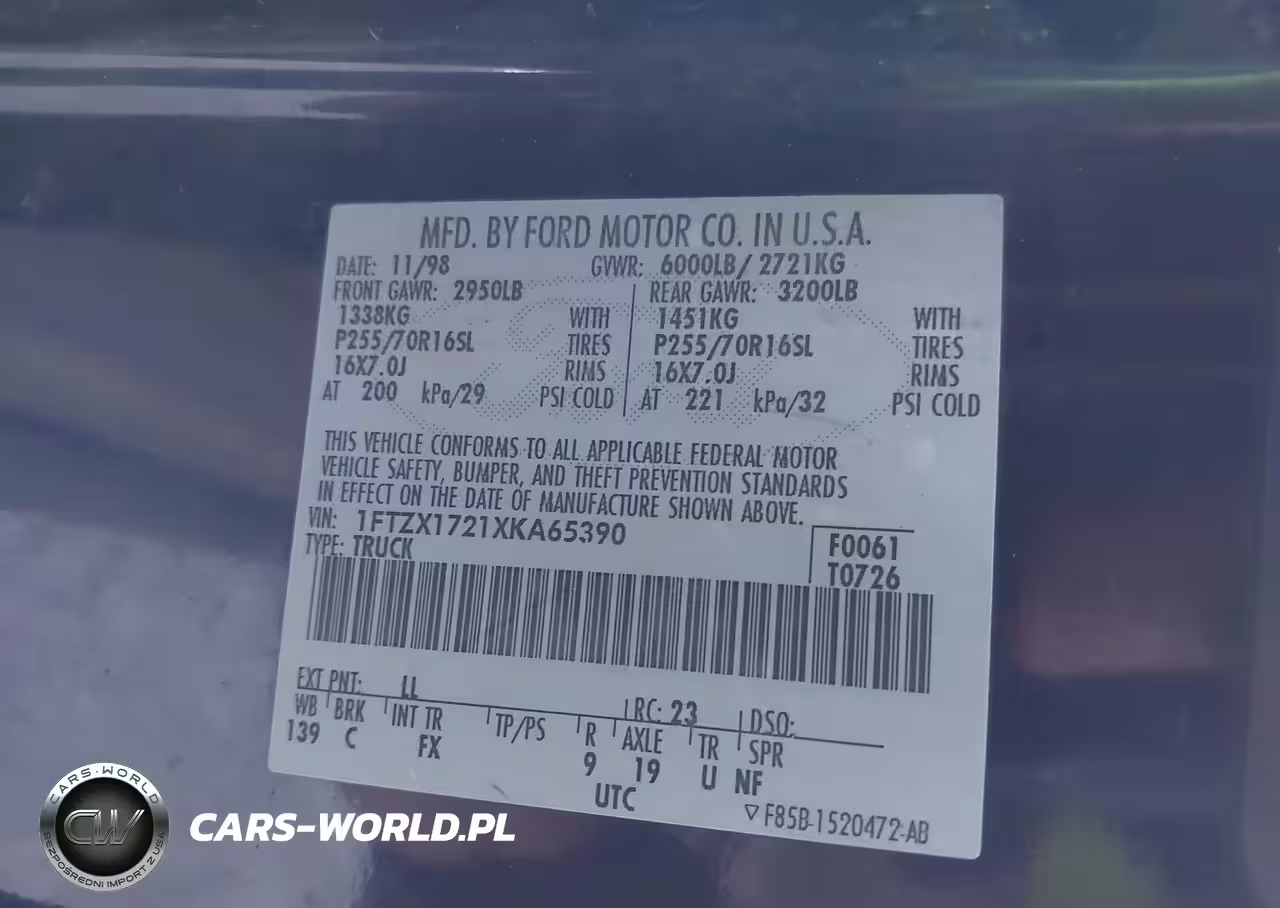 MFD. BY FORD MOTOR CO. IN U.S.A.
DATE: 11/98 GVWR: 6000LB/ 2721KG
FRONT GAWR: 2950LB REAR GAWR: 3200LB
1338KG WITH 1451KG WITH
P255/70R16SL TIRES P255/70R16SL TIRES
16X7.0J RIMS 16X7.0J RIMS
AT 200 kPa/29 PSI COLD AT 221 kPa/32 PSI COLD
THIS VEHICLE CONFORMS TO ALL APPLICABLE FEDERAL MOTOR
VEHICLE SAFETY, BUMPER, AND THEFT PREVENTION STANDARDS
IN EFFECT ON THE DATE OF MANUFACTURE SHOWN ABOVE.
VIN: 1FTZX1721XKA65390 F0061
TYPE: TRUCK T0726
EXT PNT: LL RC: 23 DSO:
WB BRK INT TR TP/PS R AXLE TR SPR
139 C FX 9 19 U NF
UTC
▽ F85B-1520472-AB
CARS-WORLD
CW
BEZPOŚREDNI IMPORT Z USA
CARS-WORLD.PL